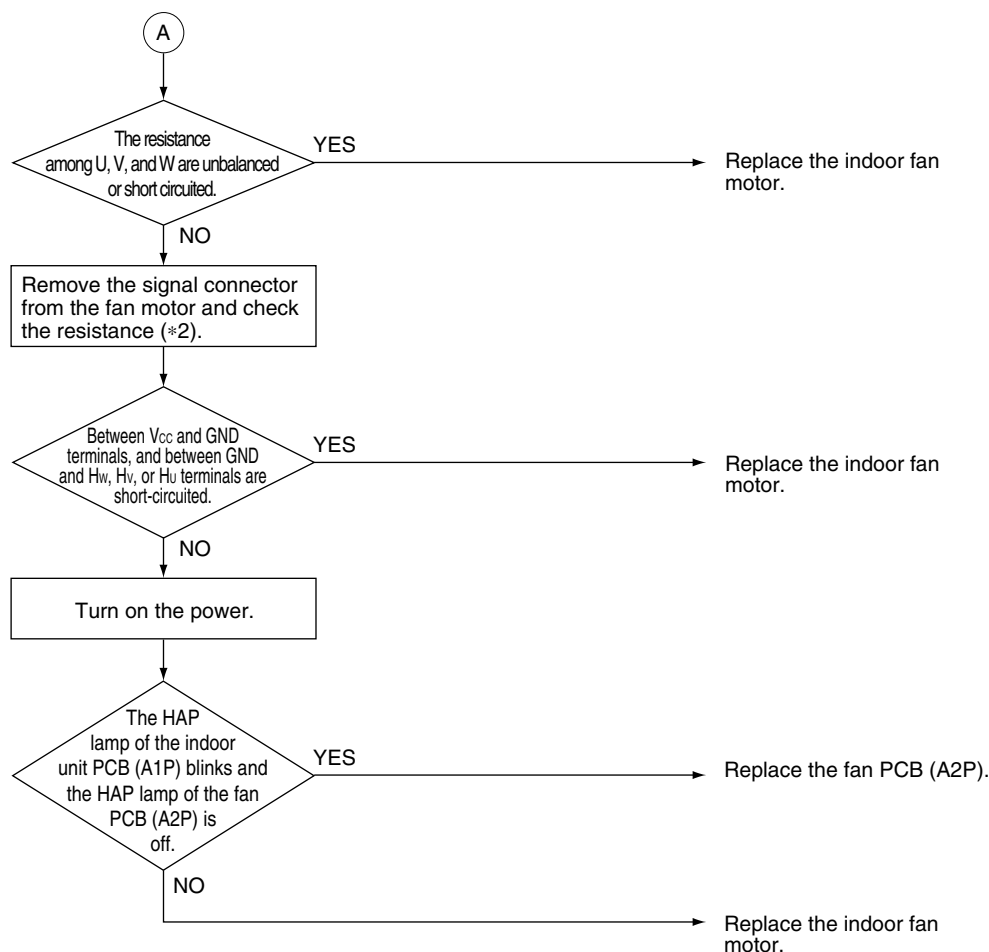 A
The resistance
among U, V, and W are unbalanced
or short circuited.
YES
Replace the indoor fan
motor.
NO
Remove the signal connector
from the fan motor and check
the resistance (*2).
Between Vcc and GND
terminals, and between GND
and Hw, Hv, or Hu terminals are
short-circuited.
YES
Replace the indoor fan
motor.
NO
Turn on the power.
The HAP
lamp of the indoor
unit PCB (A1P) blinks and
the HAP lamp of the fan
PCB (A2P) is
off.
YES
Replace the fan PCB (A2P).
NO
Replace the indoor fan
motor.